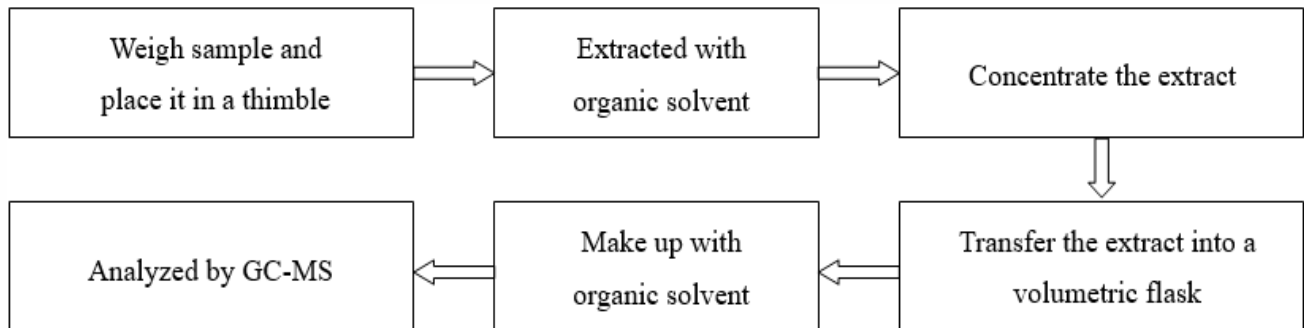 Weigh sample and
place it in a thimble
Extracted with
organic solvent
Concentrate the extract
Transfer the extract into a
volumetric flask
Make up with
organic solvent
Analyzed by GC-MS